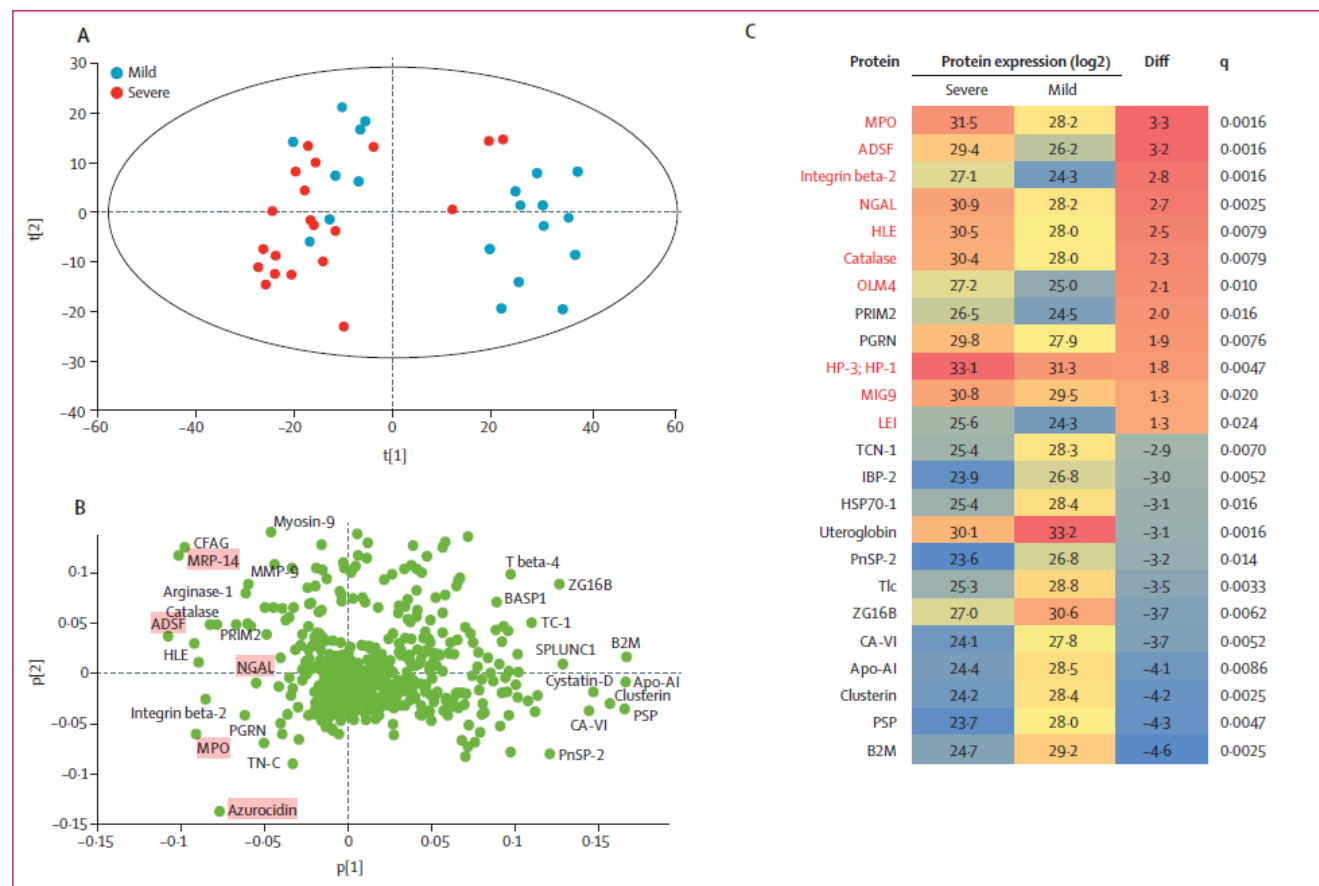 A
Mild
Severe
30
20
10
0
–10
–20
–30
–40
t[2]
–60
–40
–20
0
20
40
60
t[1]
B
Myosin-9
CFAG
MRP-14
MMP-9
Arginase-1
Catalase
ADSF
PRIM2
HLE
NGAL
Integrin beta-2
PGRN
MPO
TN-C
Azurocidin
T beta-4
ZG16B
BASP1
TC-1
SPLUNC1
B2M
Cystatin-D
Apo-AI
Clusterin
PSP
CA-VI
PnSP-2
0·1
0·05
0
–0·05
–0·1
–0·15
p[2]
–0·15
–0·1
–0·05
0
0·05
0·10
0·15
p[1]
C
Protein Protein expression (log2) Diff q
Severe Mild
MPO 31·5 28·2 3·3 0·0016
ADSF 29·4 26·2 3·2 0·0016
Integrin beta-2 27·1 24·3 2·8 0·0016
NGAL 30·9 28·2 2·7 0·0025
HLE 30·5 28·0 2·5 0·0079
Catalase 30·4 28·0 2·3 0·0079
OLM4 27·2 25·0 2·1 0·010
PRIM2 26·5 24·5 2·0 0·016
PGRN 29·8 27·9 1·9 0·0076
HP-3; HP-1 33·1 31·3 1·8 0·0047
MIG9 30·8 29·5 1·3 0·020
LEI 25·6 24·3 1·3 0·024
TCN-1 25·4 28·3 –2·9 0·0070
IBP-2 23·9 26·8 –3·0 0·0052
HSP70-1 25·4 28·4 –3·1 0·016
Uteroglobin 30·1 33·2 –3·1 0·0016
PnSP-2 23·6 26·8 –3·2 0·014
Tlc 25·3 28·8 –3·5 0·0033
ZG16B 27·0 30·6 –3·7 0·0062
CA-VI 24·1 27·8 –3·7 0·0052
Apo-AI 24·4 28·5 –4·1 0·0086
Clusterin 24·2 28·4 –4·2 0·0025
PSP 23·7 28·0 –4·3 0·0047
B2M 24·7 29·2 –4·6 0·0025